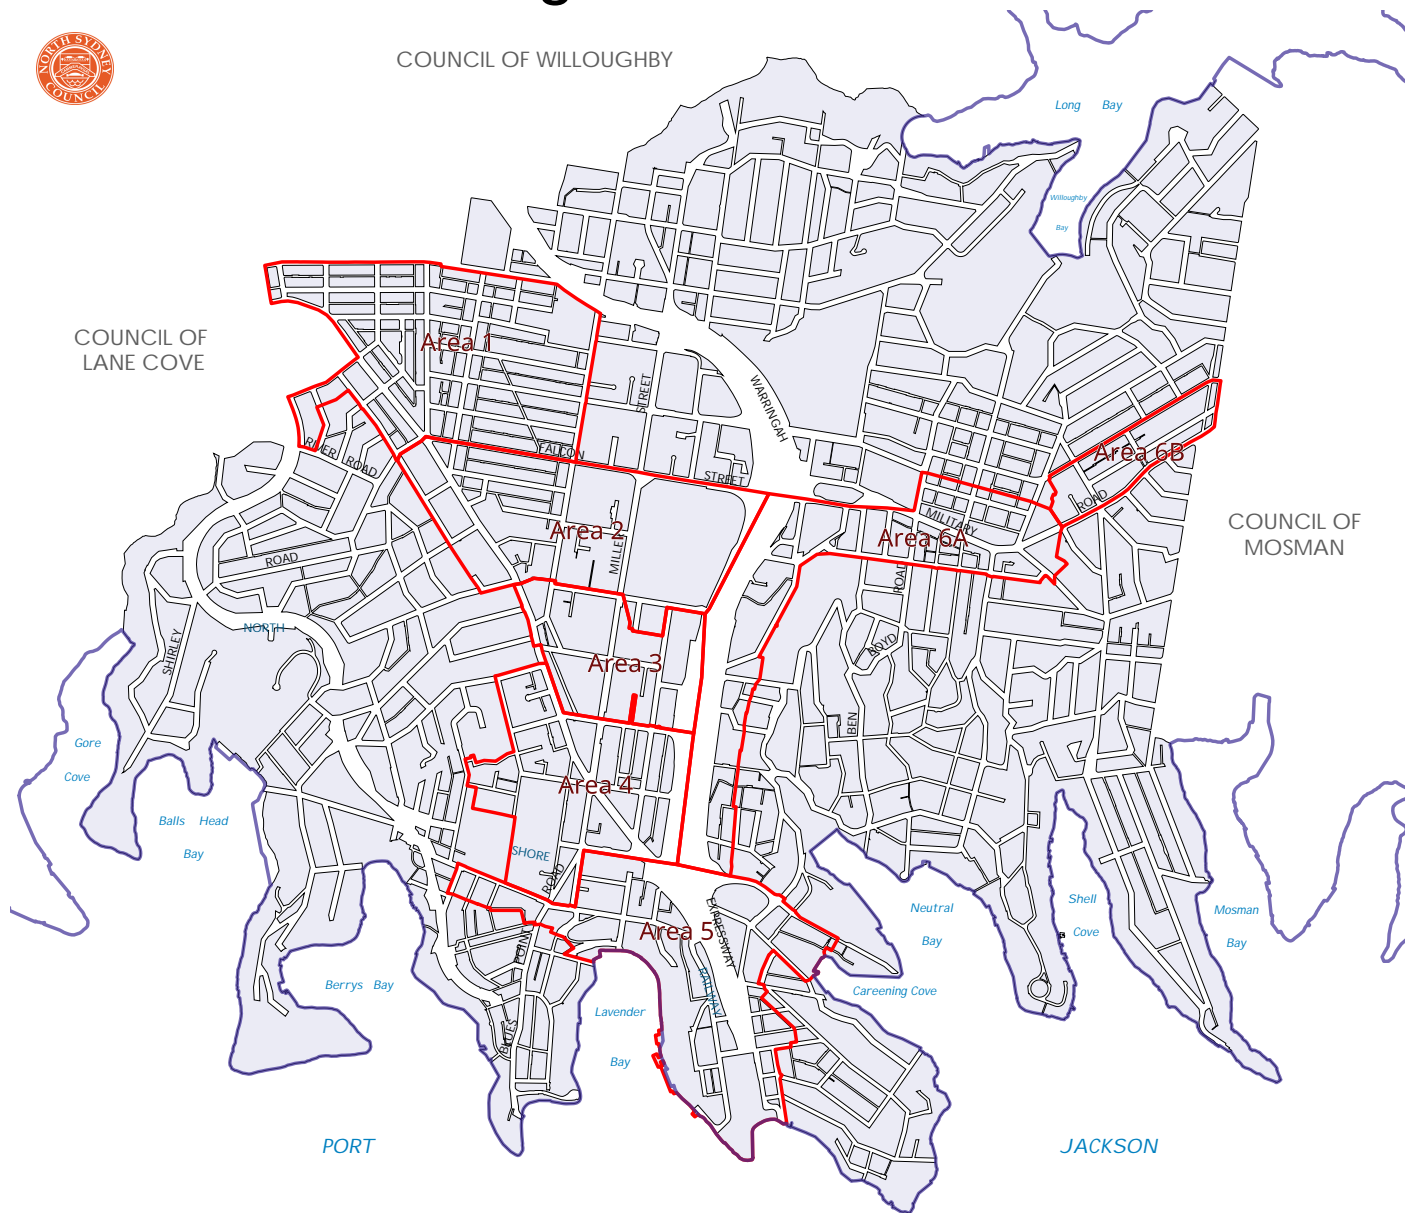 g
NORTH SYDNEY
COUNCIL
COUNCIL OF WILLOUGHBY
Long Bay
Willoughby
Bay
COUNCIL OF
LANE COVE
Area 1
STREET
WARRINGAH
FALCON
STREET
RIVER ROAD
Area 6B
ROAD
MILITARY
Area 6A
COUNCIL OF
MOSMAN
Area 2
MILLER
ROAD
ROAD
NORTH
SHIRLEY
BOYD
BEN
Area 3
Gore
Cove
Area 4
Balls Head
Bay
SHORE
ROAD
Neutral
Bay
Shell
Cove
Mosman
Bay
EXPRESSWAY
Area 5
POINT
RAILWAY
Berrys Bay
Careening Cove
Lavender
Bay
BLUES
PORT
JACKSON